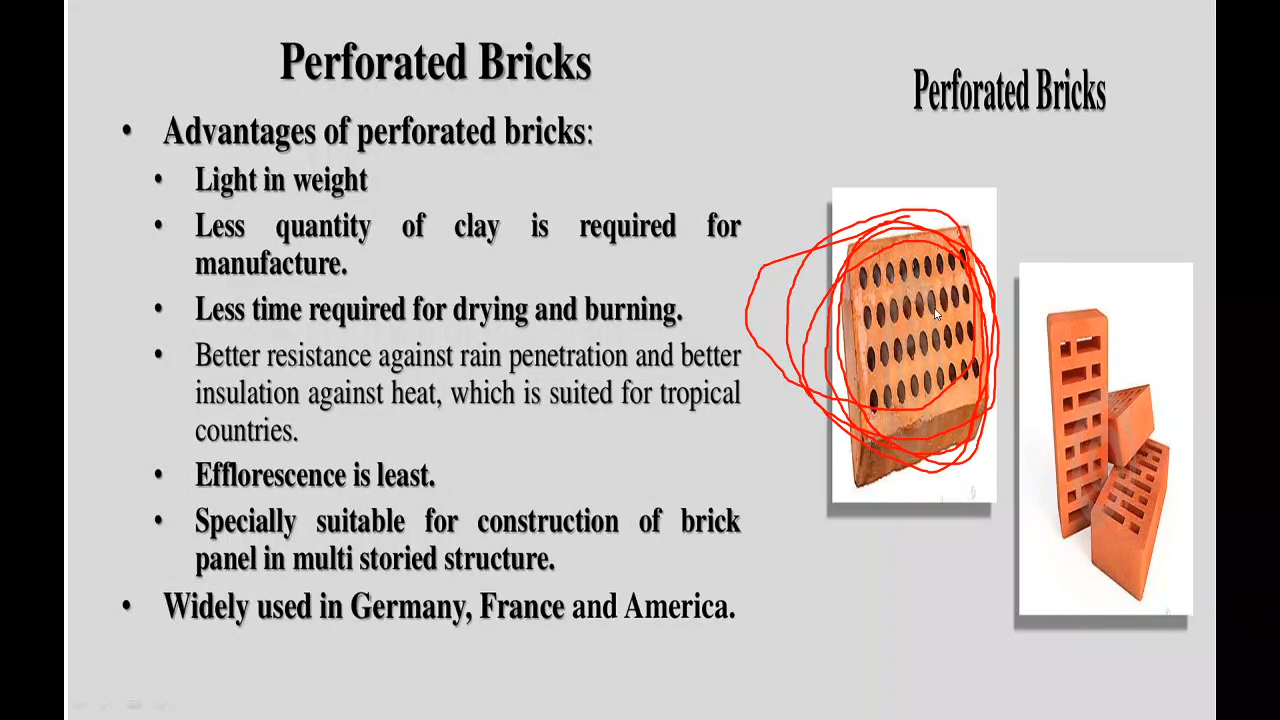 Perforated Bricks
Perforated Bricks
• Advantages of perforated bricks:
• Light in weight
• Less quantity of clay is required for
manufacture.
• Less time required for drying and burning.
• Better resistance against rain penetration and better
insulation against heat, which is suited for tropical
countries.
• Efflorescence is least.
• Specially suitable for construction of brick
panel in multi storied structure.
• Widely used in Germany, France and America.